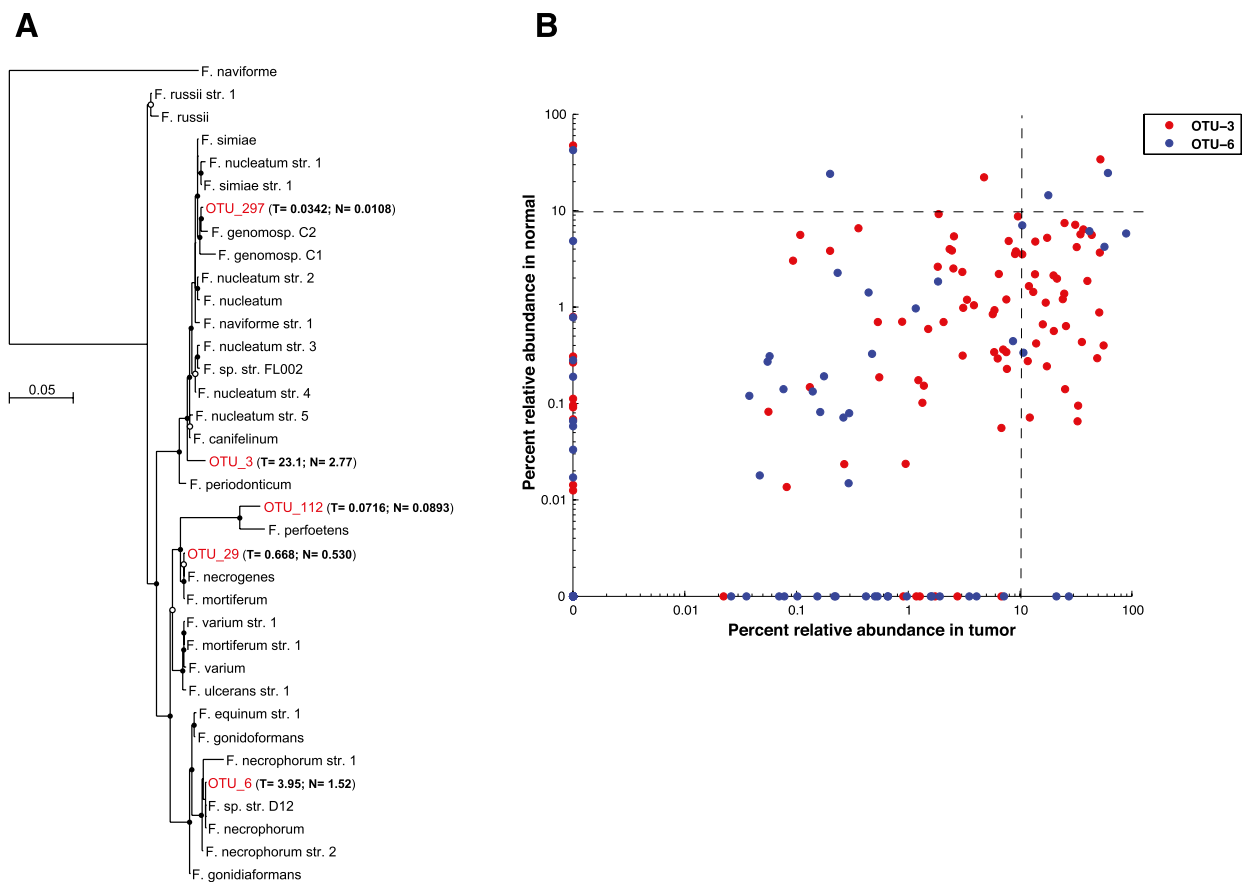 A
F. naviforme
F. russii str. 1
F. russii
F. simiae
F. nucleatum str. 1
F. simiae str. 1
OTU_297 (T= 0.0342; N= 0.0108)
F. genomosp. C2
F. genomosp. C1
F. nucleatum str. 2
F. nucleatum
F. naviforme str. 1
F. nucleatum str. 3
F. sp. str. FL002
F. nucleatum str. 4
F. nucleatum str. 5
F. canifelinum
OTU_3 (T= 23.1; N= 2.77)
F. periodonticum
OTU_112 (T= 0.0716; N= 0.0893)
F. perfoetens
OTU_29 (T= 0.668; N= 0.530)
F. necrogenes
F. mortiferum
F. varium str. 1
F. mortiferum str. 1
F. varium
F. ulcerans str. 1
F. equinum str. 1
F. gonidoformans
F. necrophorum str. 1
OTU_6 (T= 3.95; N= 1.52)
F. sp. str. D12
F. necrophorum
F. necrophorum str. 2
F. gonidiaformans
0.05
B
Percent relative abundance in normal
100
10
1
0.1
0.01
0
0 0.01 0.1 1 10 100
Percent relative abundance in tumor
OTU–3
OTU–6